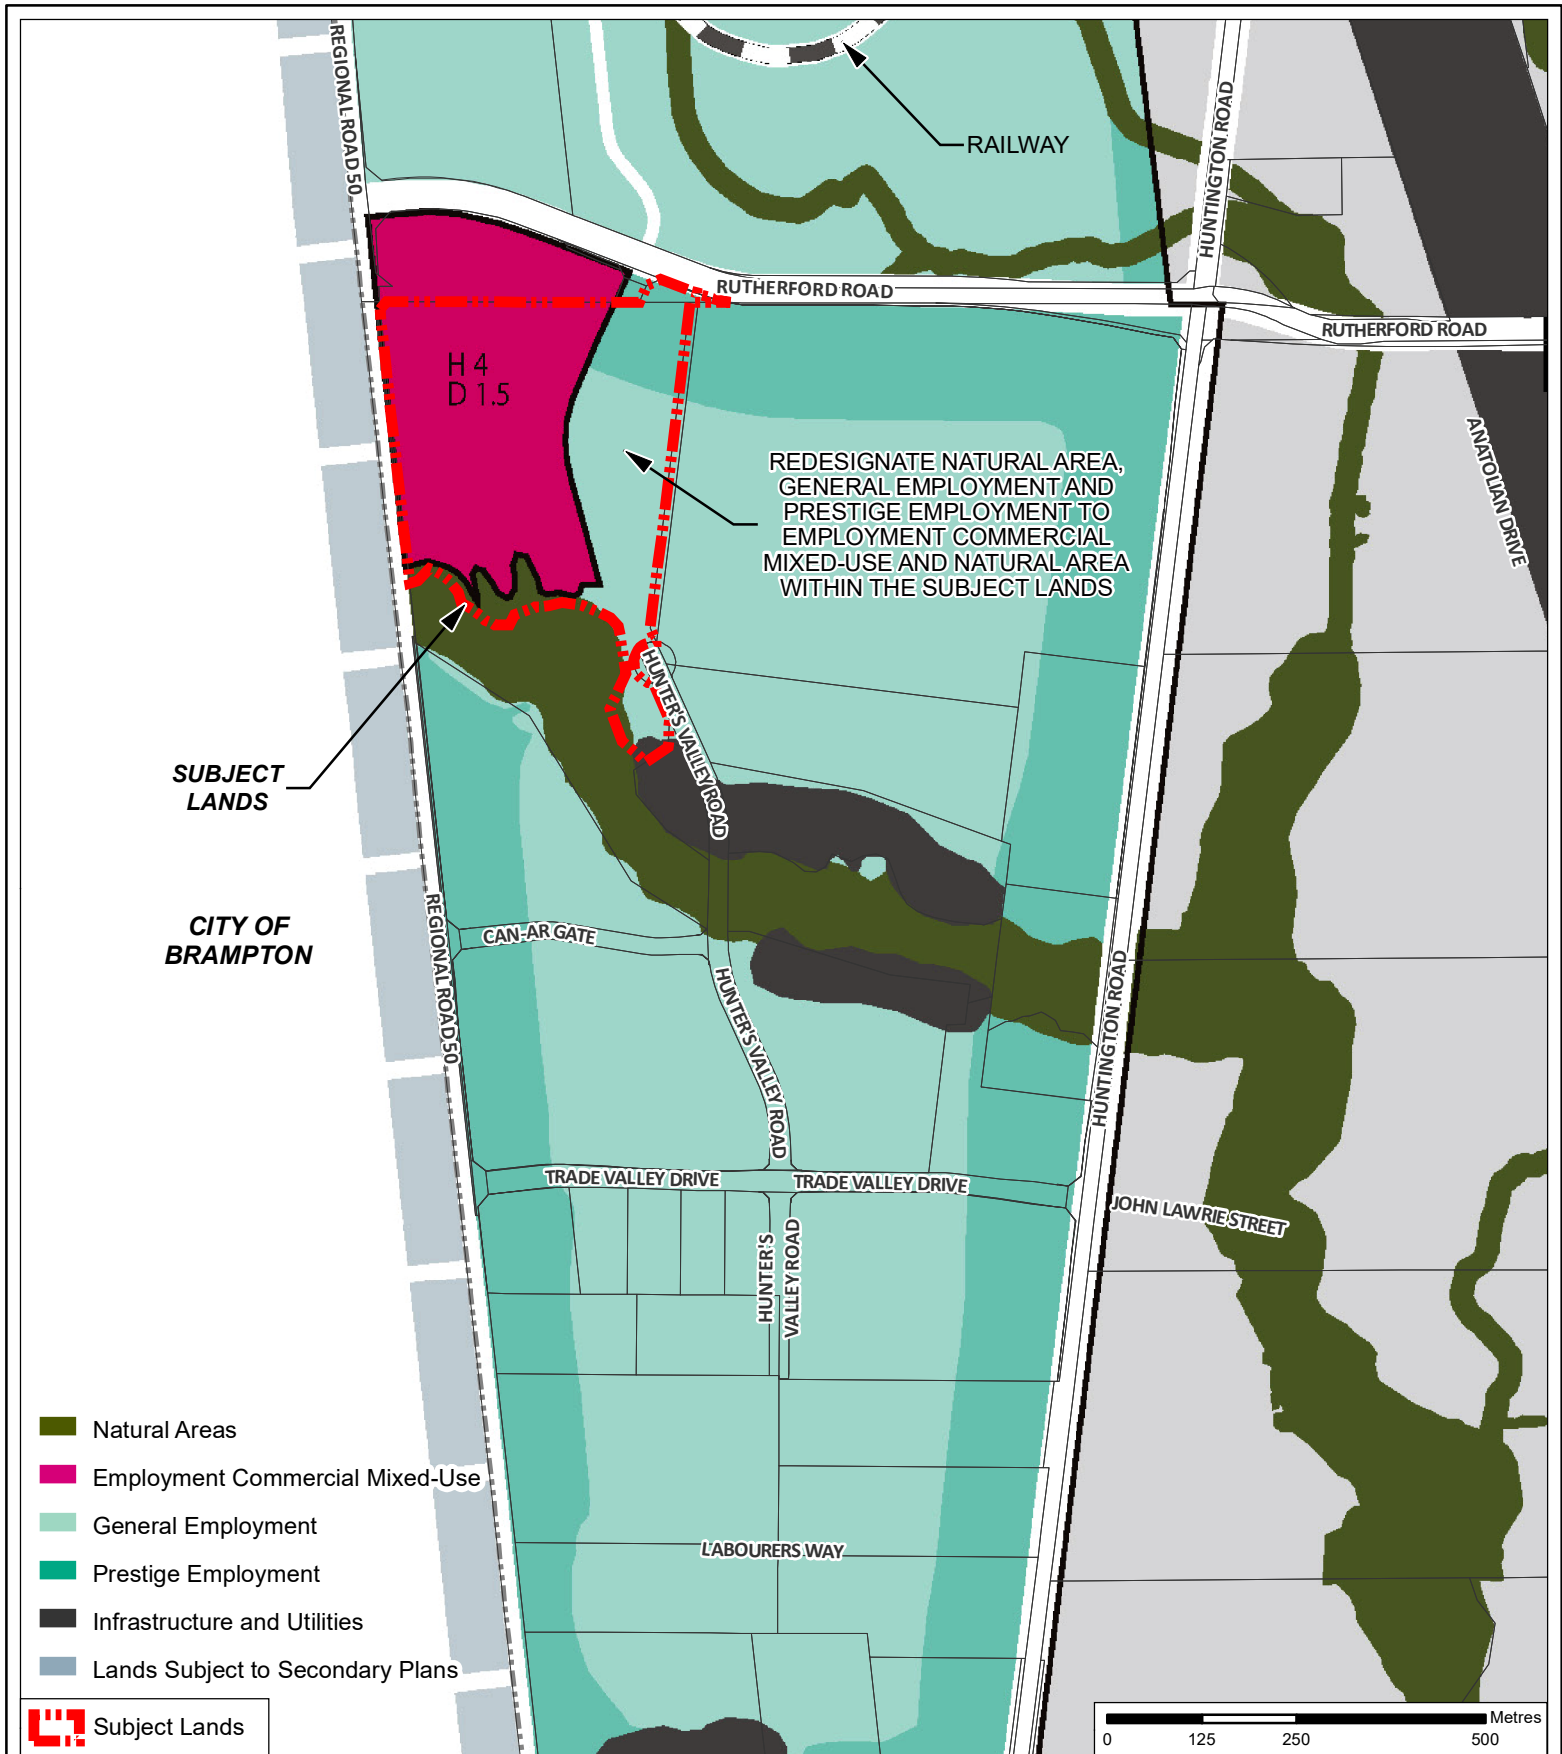 REGIONAL ROAD 50
RAILWAY
HUNTINGTON ROAD
RUTHERFORD ROAD
RUTHERFORD ROAD
H 4
D 1.5
ANATOLIAN DRIVE
REDESIGNATE NATURAL AREA,
GENERAL EMPLOYMENT AND
PRESTIGE EMPLOYMENT TO
EMPLOYMENT COMMERCIAL
MIXED-USE AND NATURAL AREA
WITHIN THE SUBJECT LANDS
HUNTER'S VALLEY ROAD
SUBJECT
LANDS
CITY OF
BRAMPTON
REGIONAL ROAD 50
CAN-AR GATE
HUNTER'S VALLEY ROAD
HUNTINGTON ROAD
TRADE VALLEY DRIVE
TRADE VALLEY DRIVE
JOHN LAWRIE STREET
HUNTER'S
VALLEY ROAD
LABOURERS WAY
Natural Areas
Employment Commercial Mixed-Use
General Employment
Prestige Employment
Infrastructure and Utilities
Lands Subject to Secondary Plans
Subject Lands
Metres
0 125 250 500